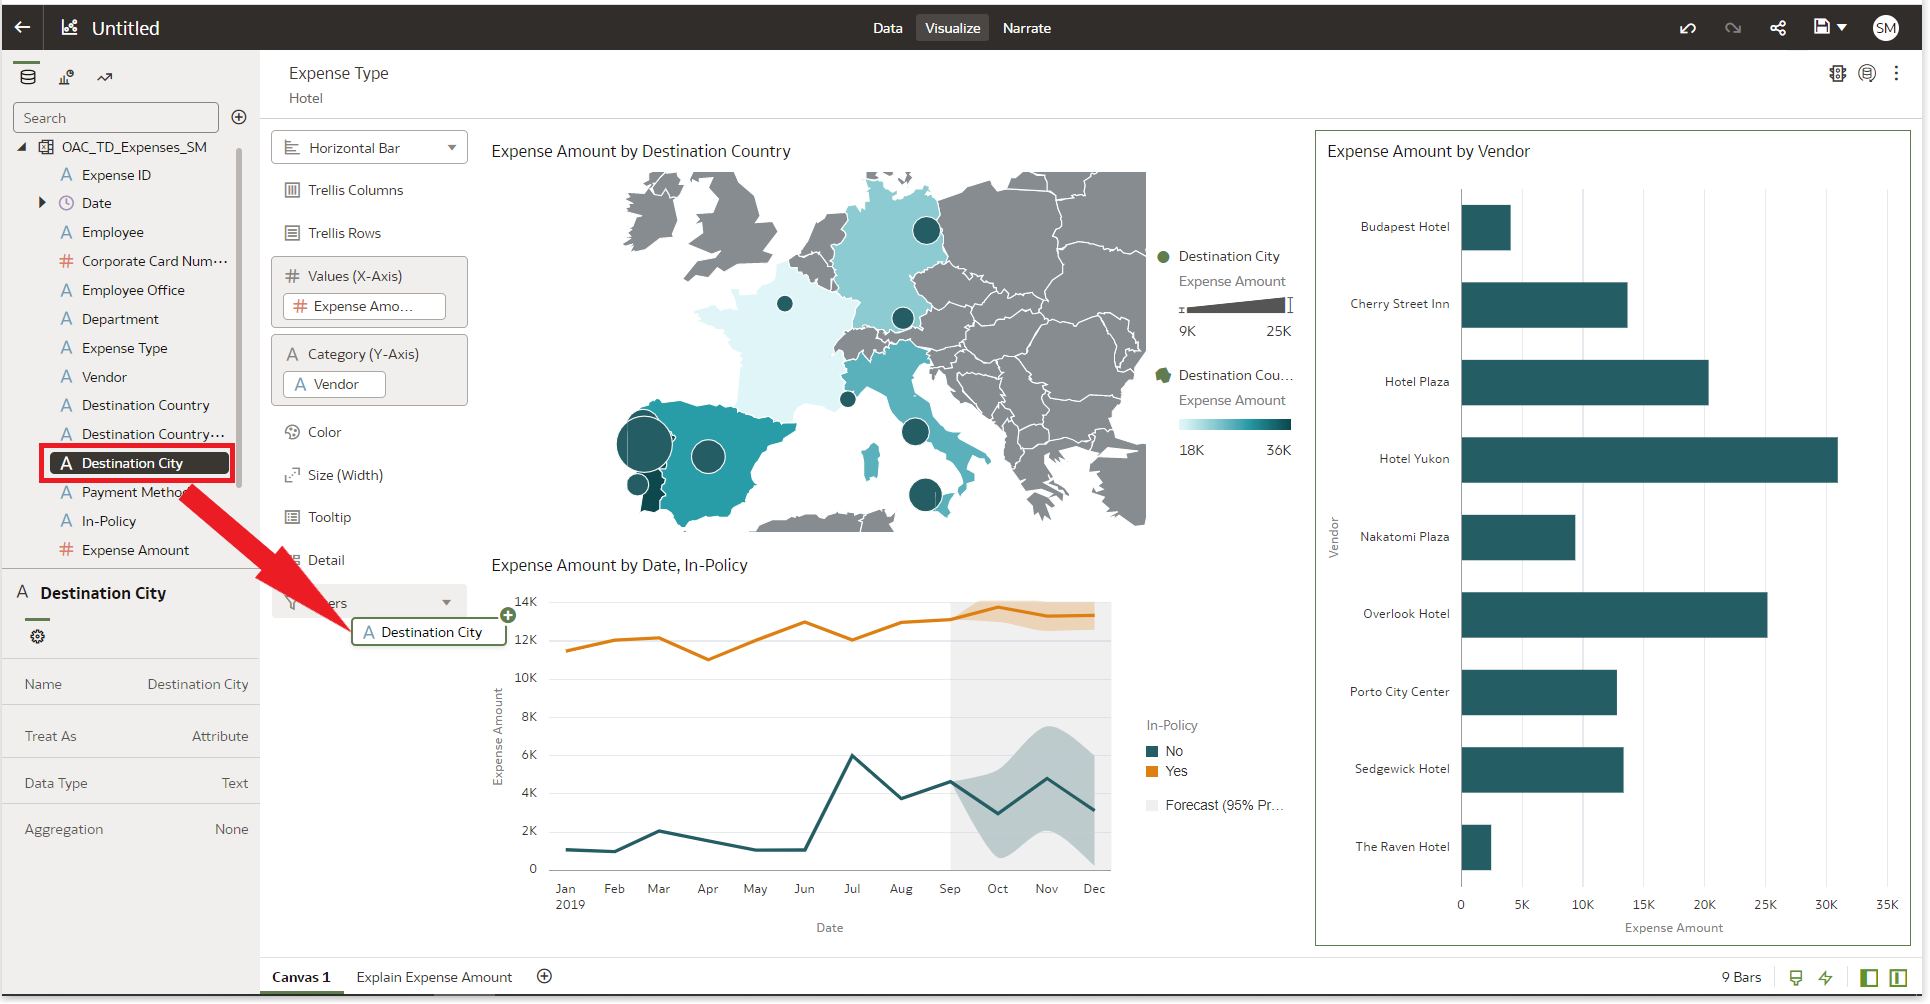 Untitled
Data
Visualize
Narrate
SM
Search
OAC_TD_Expenses_SM
Expense ID
Date
Employee
Corporate Card Num...
Employee Office
Department
Expense Type
Vendor
Destination Country
Destination Country...
Destination City
Payment Metho
In-Policy
Expense Amount
Destination City
Name
Destination City
Treat As
Attribute
Data Type
Text
Aggregation
None
Expense Type
Hotel
Horizontal Bar
Trellis Columns
Trellis Rows
Values (X-Axis)
Expense Amo...
Category (Y-Axis)
Vendor
Color
Size (Width)
Tooltip
Detail
ers
Destination City
Expense Amount by Destination Country
Destination City
Expense Amount
9K
25K
Destination Cou...
Expense Amount
18K
36K
Expense Amount by Date, In-Policy
14K
12K
10K
8K
6K
4K
2K
0
Expense Amount
Jan
Feb
Mar
Apr
May
Jun
Jul
Aug
Sep
Oct
Nov
Dec
2019
Date
In-Policy
No
Yes
Forecast (95% Pr...
Expense Amount by Vendor
Budapest Hotel
Cherry Street Inn
Hotel Plaza
Hotel Yukon
Nakatomi Plaza
Overlook Hotel
Porto City Center
Sedgewick Hotel
The Raven Hotel
Vendor
0
5K
10K
15K
20K
25K
30K
35K
Expense Amount
Canvas 1
Explain Expense Amount
9 Bars